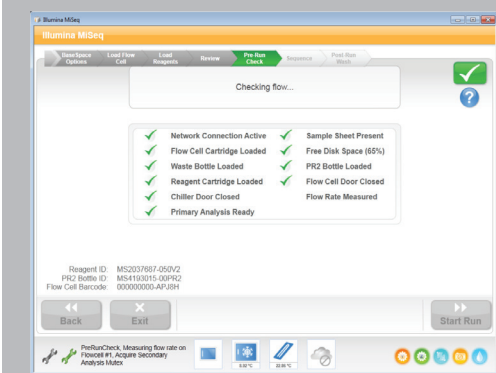 Illumina MiSeq
Illumina MiSeq
BaseSpace Options
Load Flow Cell
Load Reagents
Review
Pre-Run Check
Sequence
Post-Run Wash
Checking flow...
Network Connection Active
Sample Sheet Present
Flow Cell Cartridge Loaded
Free Disk Space (65%)
Waste Bottle Loaded
PR2 Bottle Loaded
Reagent Cartridge Loaded
Flow Cell Door Closed
Chiller Door Closed
Flow Rate Measured
Primary Analysis Ready
Reagent ID: MS2037687-050V2
PR2 Bottle ID: MS4193015-00PR2
Flow Cell Barcode: 000000000-APJ8H
Back
Exit
Start Run
PreRunCheck, Measuring flow rate on
Flowcell #1, Acquire Secondary
Analysis Mutex